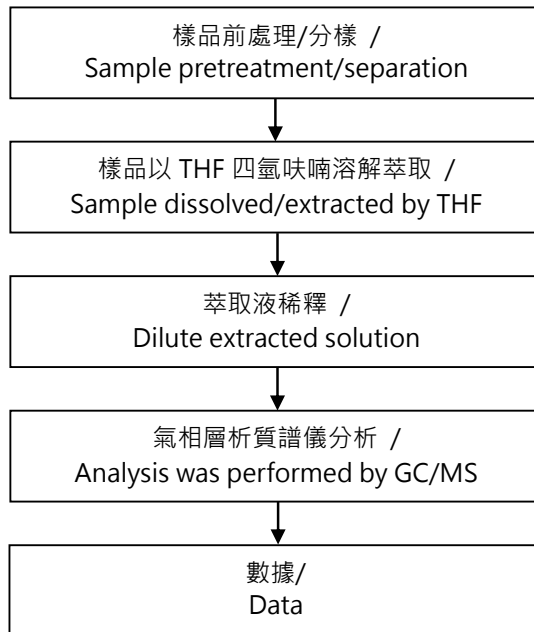 樣品前處理/分樣 /
Sample pretreatment/separation
樣品以 THF 四氫呋喃溶解萃取 /
Sample dissolved/extracted by THF
萃取液稀釋 /
Dilute extracted solution
氣相層析質譜儀分析 /
Analysis was performed by GC/MS
數據/
Data